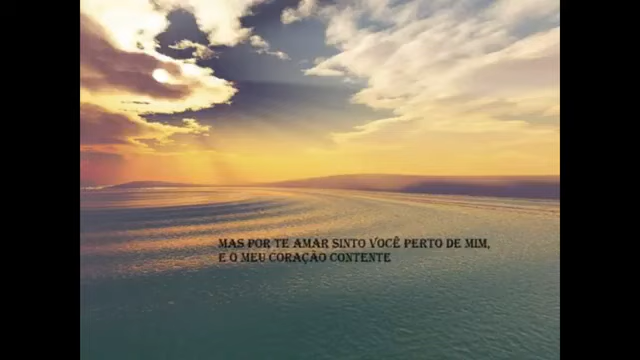 MAS POR TE AMAR SINTO VOCÊ PERTO DE MIM,
E O MEU CORAÇÃO CONTENTE